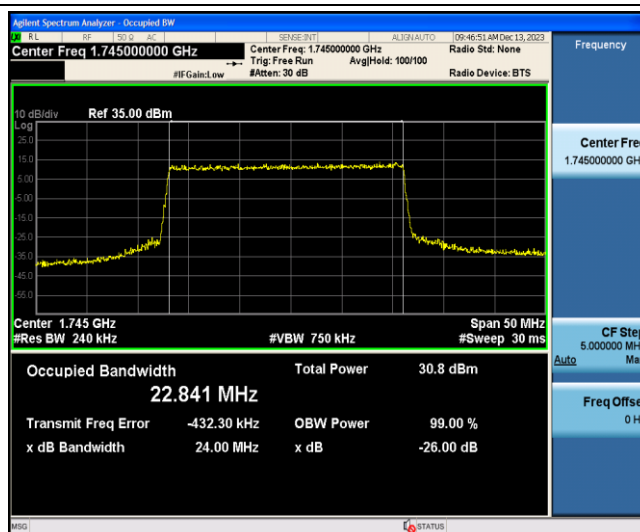 Agilent Spectrum Analyzer - Occupied BW
RL RF 50 Ω AC SENSE:INT ALIGN AUTO 09:46:51 AM Dec 13, 2023
Center Freq 1.745000000 GHz Center Freq: 1.745000000 GHz Radio Std: None Frequency
Trig: Free Run Avg|Hold: 100/100
#IFGain:Low #Atten: 30 dB Radio Device: BTS
10 dB/div Ref 35.00 dBm
Log
25.0
15.0
5.00
-5.00
-15.0
-25.0
-35.0
-45.0
-55.0
Center Fre
1.745000000 GH
Center 1.745 GHz Span 50 MHz
#Res BW 240 kHz #VBW 750 kHz #Sweep 30 ms
CF Step
5.000000 MH
Auto Ma
Occupied Bandwidth Total Power 30.8 dBm
22.841 MHz
Transmit Freq Error -432.30 kHz OBW Power 99.00 %
x dB Bandwidth 24.00 MHz x dB -26.00 dB
Freq Offse
0 H
MSG STATUS